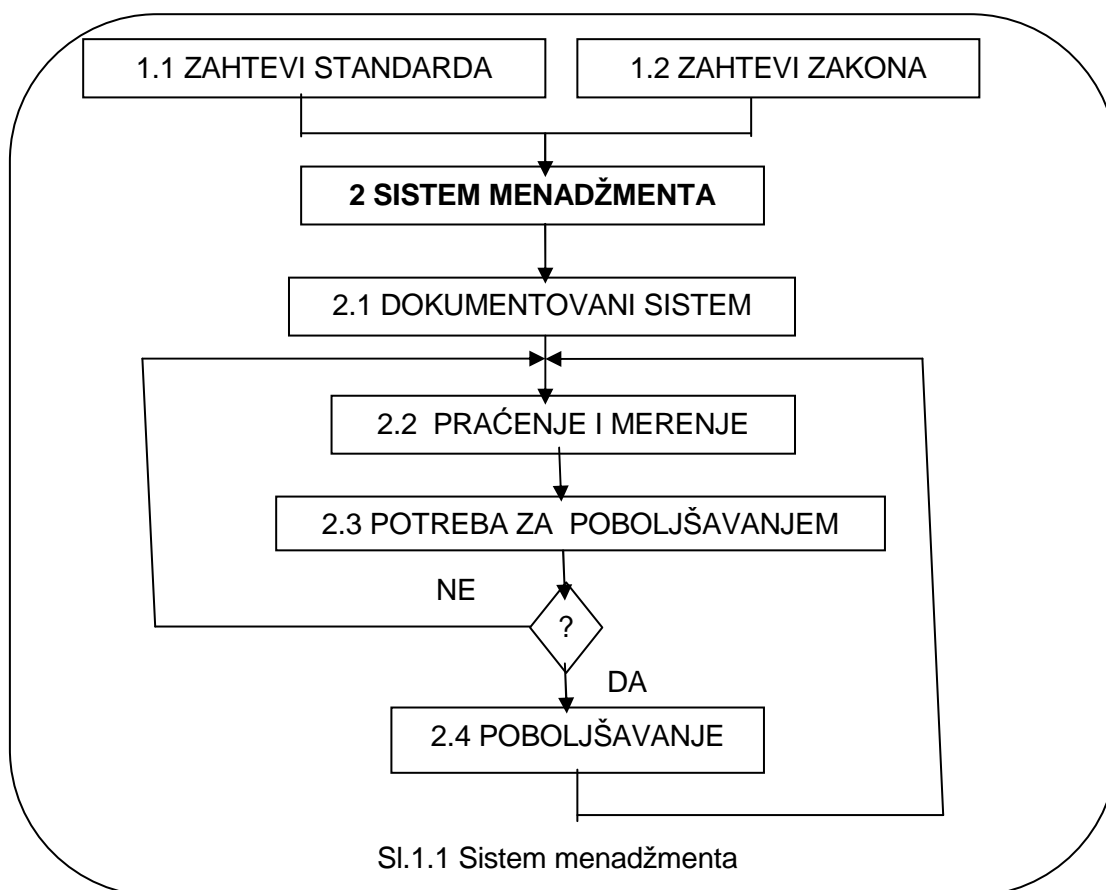 1.1 ZAHTEVI STANDARDA
1.2 ZAHTEVI ZAKONA
2 SISTEM MENADŽMENTA
2.1 DOKUMENTOVANI SISTEM
2.2 PRAĆENJE I MERENJE
2.3 POTREBA ZA POBOLJŠAVANJEM
NE
?
DA
2.4 POBOLJŠAVANJE
Sl.1.1 Sistem menadžmenta